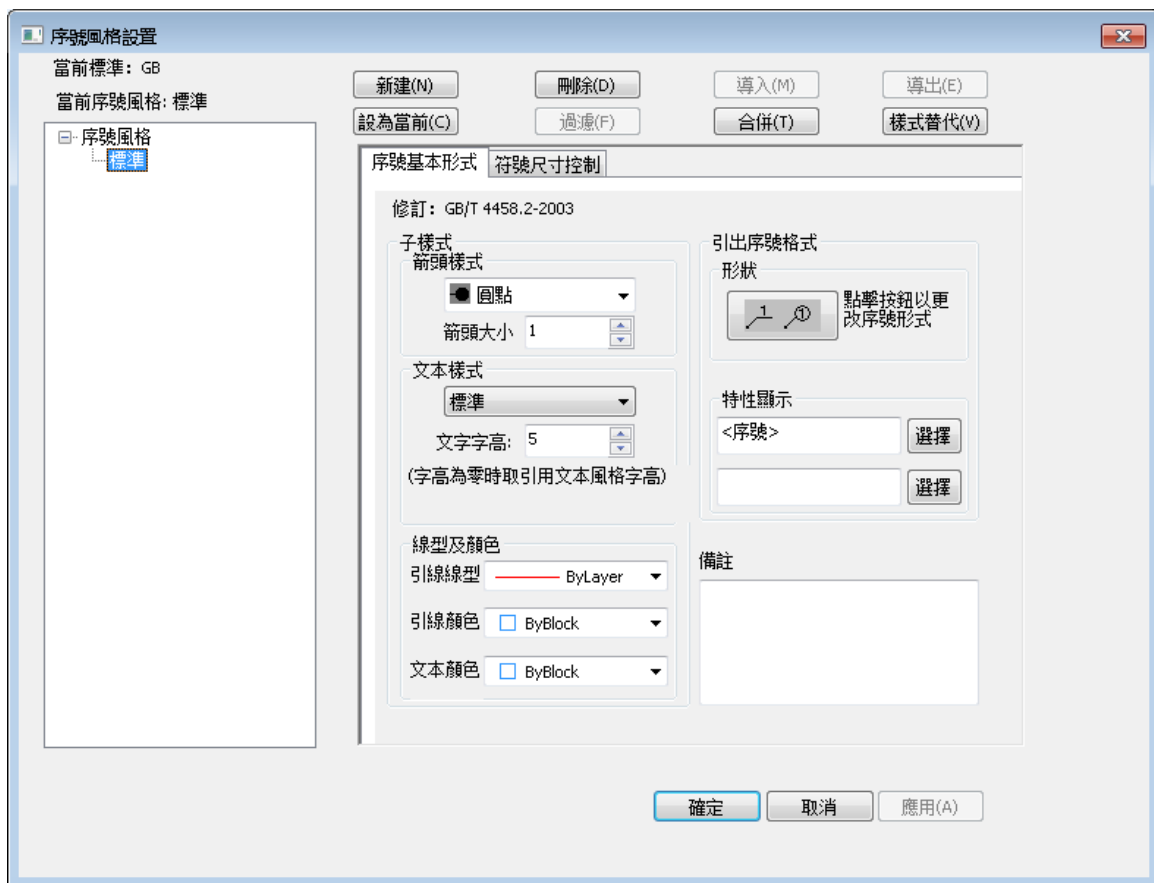 序號風格設置
當前標準：GB
當前序號風格：標準
序號風格
標準
新建(N) 刪除(D) 導入(M) 導出(E)
設為當前(C) 過濾(F) 合併(T) 樣式替代(V)
序號基本形式 符號尺寸控制
修訂：GB/T 4458.2-2003
子樣式
箭頭樣式
圓點
箭頭大小 1
文本樣式
標準
文字字高: 5
(字高為零時取引用文本風格字高)
線型及顏色
引線線型 ByLayer
引線顏色 ByBlock
文本顏色 ByBlock
引出序號格式
形狀
1 ①
點擊按鈕以更
改序號形式
特性顯示
<序號> 選擇
選擇
備註
確定 取消 應用(A)